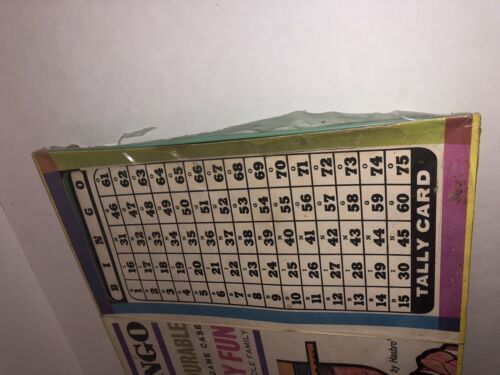 B I N G O
1 16 31 46 61
2 17 32 47 62
3 18 33 48 63
4 19 34 49 64
5 20 35 50 65
6 21 36 51 66
7 22 37 52 67
8 23 38 53 68
9 24 39 54 69
10 25 40 55 70
11 26 41 56 71
12 27 42 57 72
13 28 43 58 73
14 29 44 59 74
15 30 45 60 75
TALLY CARD
NGO
URABLE
GAME CASE
Y FUN
OLE FAMILY
by Hasbro